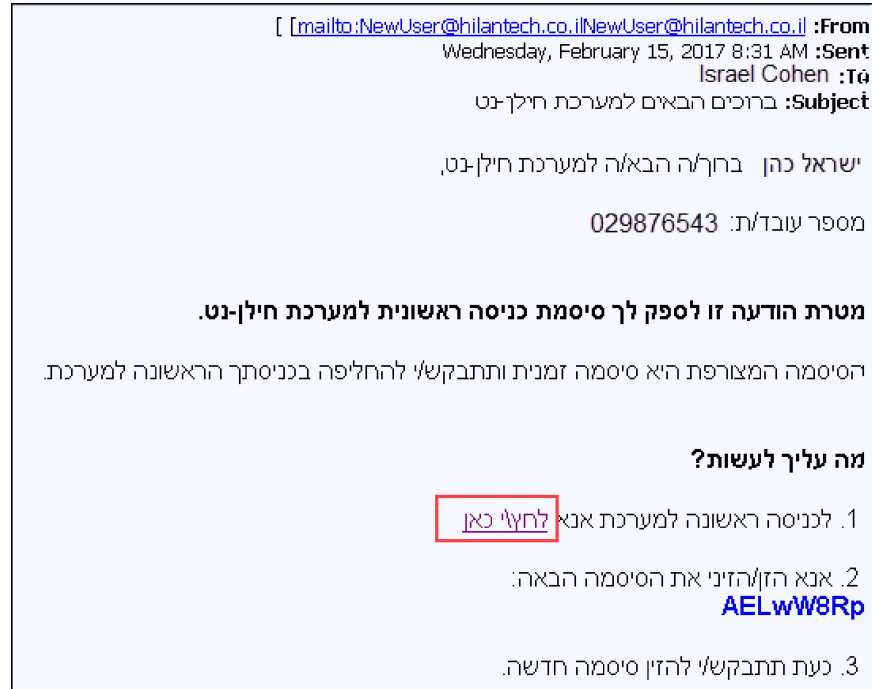 From: [mailto:NewUser@hilantech.co.ilNewUser@hilantech.co.il] [
Sent: Wednesday, February 15, 2017 8:31 AM
To: Israel Cohen
Subject: ברוכים הבאים למערכת חילן-נט
ישראל כהן ברוך/ה הבא/ה למערכת חילן-נט,
מספר עובד/ת: 029876543
מטרת הודעה זו לספק לך סיסמת כניסה ראשונית למערכת חילן-נט.
הסיסמה המצורפת היא סיסמה זמנית ותתבקש/י להחליפה בכניסתך הראשונה למערכת.
מה עליך לעשות?
1. לכניסה ראשונה למערכת אנא לחץ\י כאן
2. אנא הזן/הזיני את הסיסמה הבאה:
AELwW8Rp
3. כעת תתבקש/י להזין סיסמה חדשה.